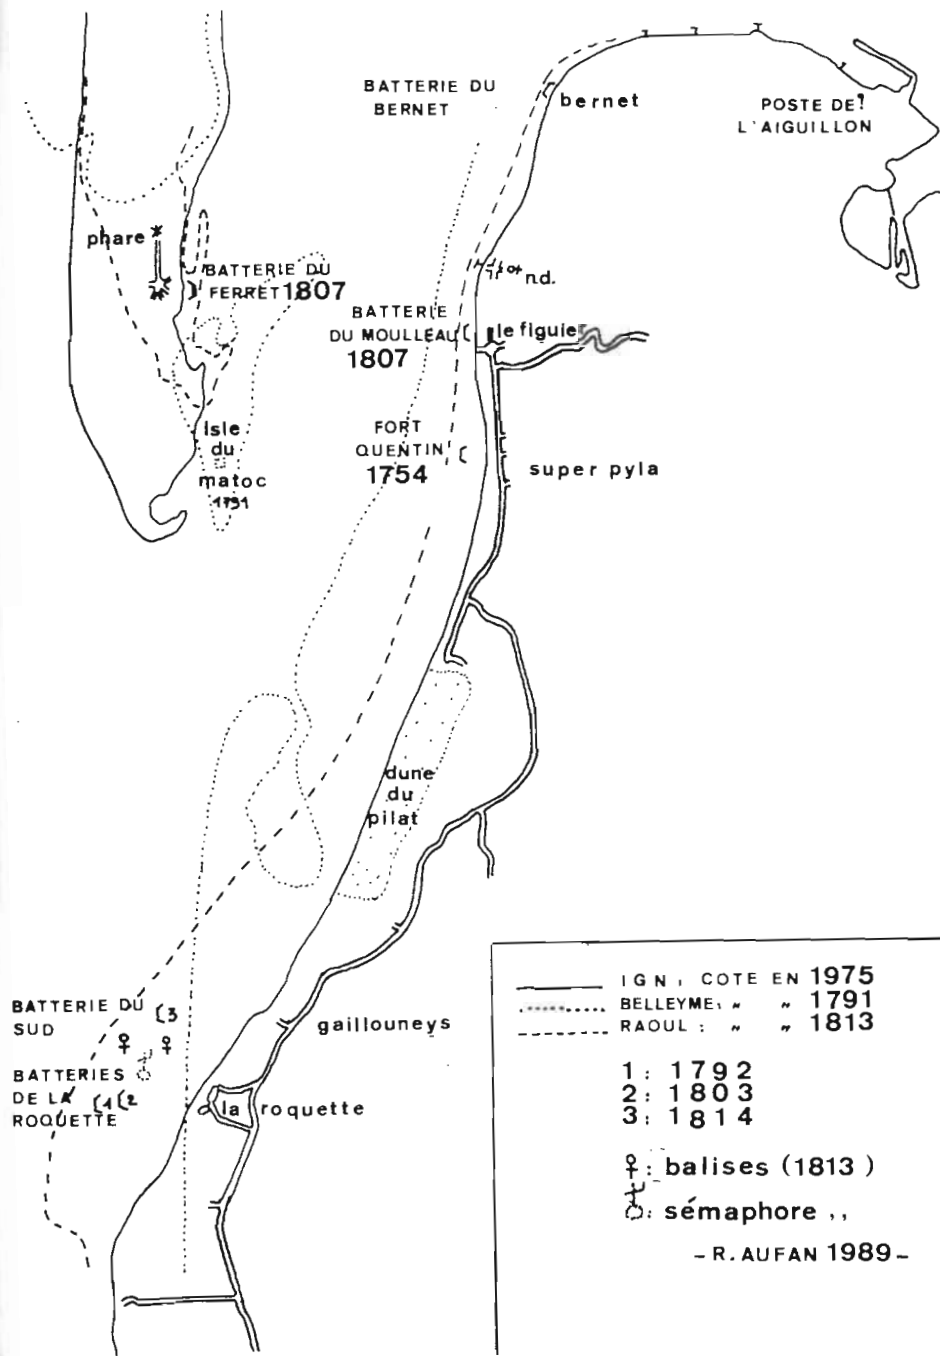 BATTERIE DU
BERNET
bernet
POSTE DE?
L'AIGUILLON
phare
BATTERIE DU
FERRET 1807
n.d.
BATTERIE
DU MOULLEAU
1807
le figuier
FORT
QUENTIN
1754
isle
du
matoc
1791
super pyla
dune
du
pilat
BATTERIE DU
SUD
3
gaillouneys
BATTERIES
DE LA
ROQUETTE
1 2
la roquette
IGN : COTE EN 1975
BELLEYME : " " 1791
RAOUL : " " 1813
1 : 1792
2 : 1803
3 : 1814
: balises (1813)
: sémaphore ,,
- R. AUFAN 1989 -